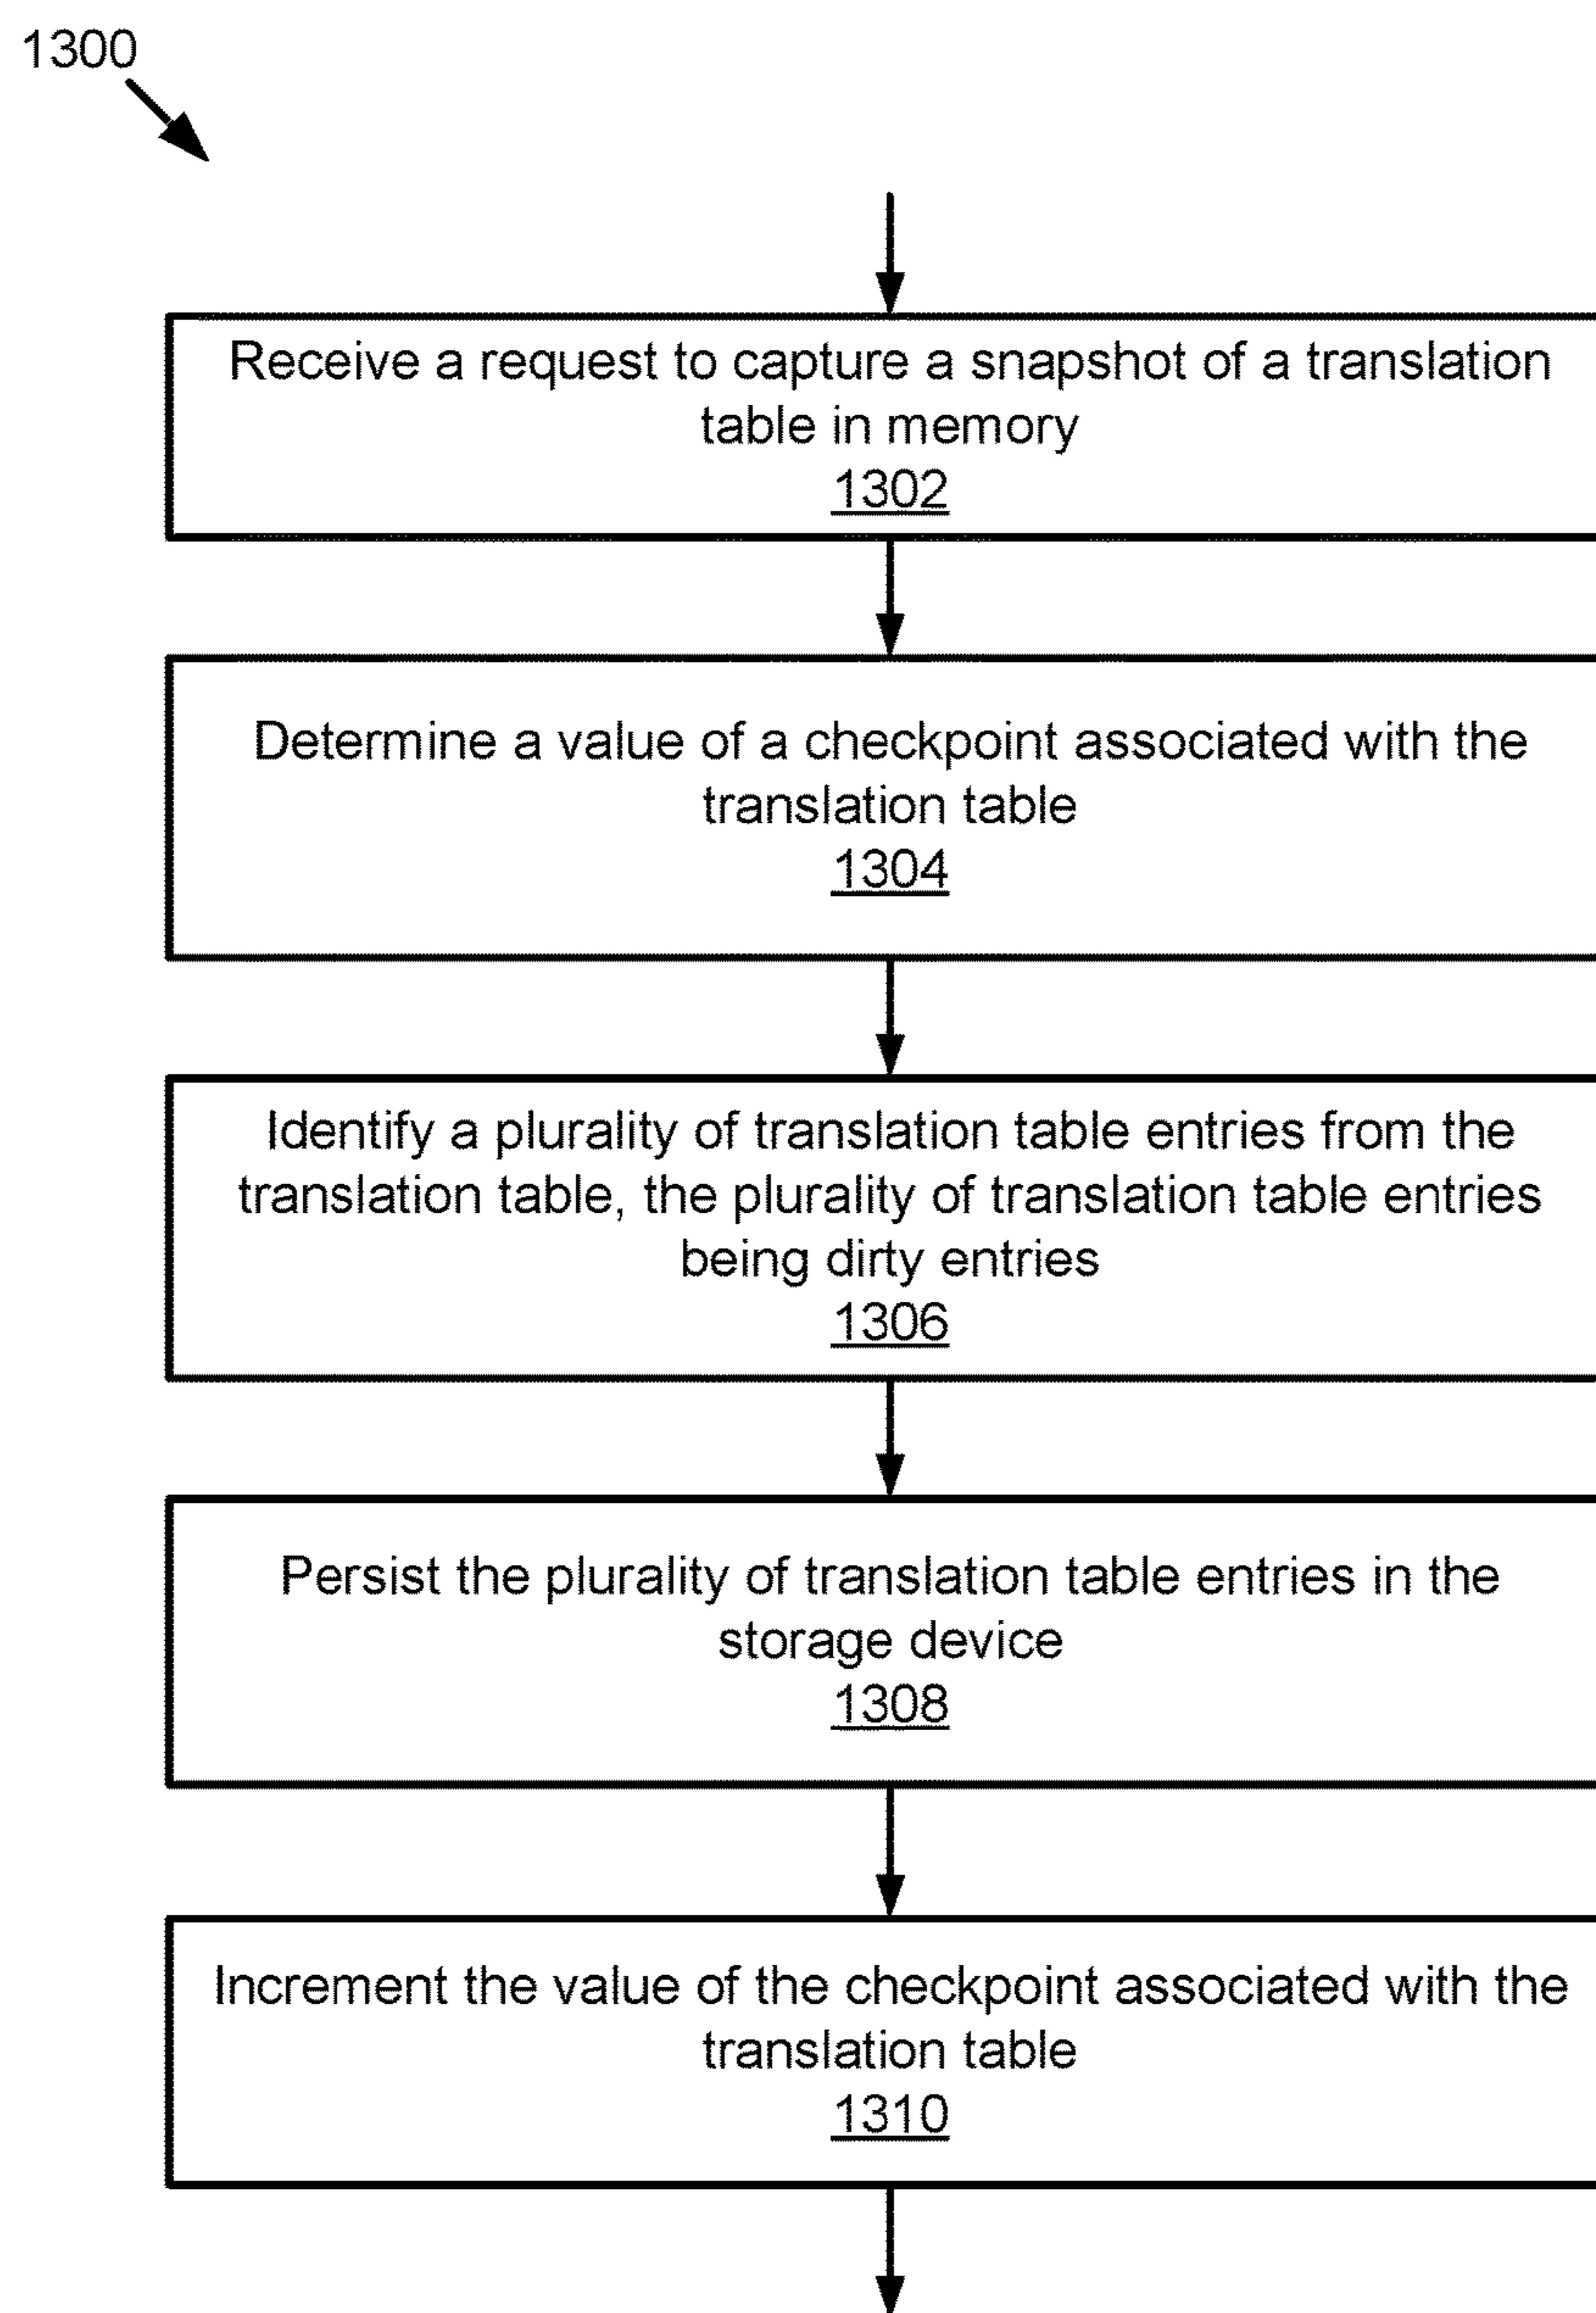 1300
Receive a request to capture a snapshot of a translation
table in memory
1302
Determine a value of a checkpoint associated with the
translation table
1304
Identify a plurality of translation table entries from the
translation table, the plurality of translation table entries
being dirty entries
1306
Persist the plurality of translation table entries in the
storage device
1308
Increment the value of the checkpoint associated with the
translation table
1310